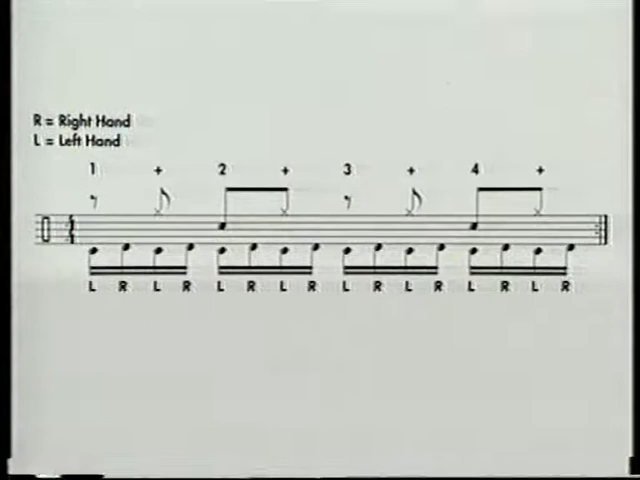 R = Right Hand
L = Left Hand
1 + 2 + 3 + 4 +
L R L R L R L R L R L R L R L R